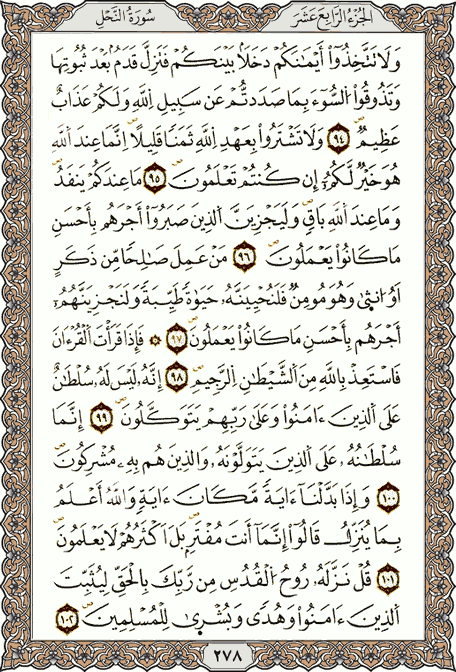 الجزء الرابع عشر
سورة النحل
وَلَا تَتَّخِذُوٓا۟ أَيْمَٰنَكُمْ دَخَلًۢا بَيْنَكُمْ فَتَزِلَّ قَدَمٌۢ بَعْدَ ثُبُوتِهَا
وَتَذُوقُوا۟ ٱلسُّوٓءَ بِمَا صَدَدتُّمْ عَن سَبِيلِ ٱللَّهِ وَلَكُمْ عَذَابٌ
عَظِيمٌ ٩٤ وَلَا تَشْتَرُوا۟ بِعَهْدِ ٱللَّهِ ثَمَنًا قَلِيلًا إِنَّمَا عِندَ ٱللَّهِ
هُوَ خَيْرٌ لَّكُمْ إِن كُنتُمْ تَعْلَمُونَ ٩٥ مَا عِندَكُمْ يَنفَدُ
وَمَا عِندَ ٱللَّهِ بَاقٍ وَلَيَجْزِيَنَّ ٱلَّذِينَ صَبَرُوٓا۟ أَجْرَهُم بِأَحْسَنِ
مَا كَانُوا۟ يَعْمَلُونَ ٩٦ مَنْ عَمِلَ صَٰلِحًا مِّن ذَكَرٍ
أَوْ أُنثَىٰ وَهُوَ مُؤْمِنٌ فَلَنُحْيِيَنَّهُۥ حَيَوٰةً طَيِّبَةً وَلَنَجْزِيَنَّهُمْ
أَجْرَهُم بِأَحْسَنِ مَا كَانُوا۟ يَعْمَلُونَ ٩٧ فَإِذَا قَرَأْتَ ٱلْقُرْءَانَ
فَٱسْتَعِذْ بِٱللَّهِ مِنَ ٱلشَّيْطَٰنِ ٱلرَّجِيمِ ٩٨ إِنَّهُۥ لَيْسَ لَهُۥ سُلْطَٰنٌ
عَلَى ٱلَّذِينَ ءَامَنُوا۟ وَعَلَىٰ رَبِّهِمْ يَتَوَكَّلُونَ ٩٩ إِنَّمَا
سُلْطَٰنُهُۥ عَلَى ٱلَّذِينَ يَتَوَلَّوْنَهُۥ وَٱلَّذِينَ هُم بِهِۦ مُشْرِكُونَ
١٠٠ وَإِذَا بَدَّلْنَآ ءَايَةً مَّكَانَ ءَايَةٍ وَٱللَّهُ أَعْلَمُ
بِمَا يُنَزِّلُ قَالُوٓا۟ إِنَّمَآ أَنتَ مُفْتَرٍۭ بَلْ أَكْثَرُهُمْ لَا يَعْلَمُونَ
١٠١ قُلْ نَزَّلَهُۥ رُوحُ ٱلْقُدُسِ مِن رَّبِّكَ بِٱلْحَقِّ لِيُثَبِّتَ
ٱلَّذِينَ ءَامَنُوا۟ وَهُدًى وَبُشْرَىٰ لِلْمُسْلِمِينَ ١٠٢
٢٧٨